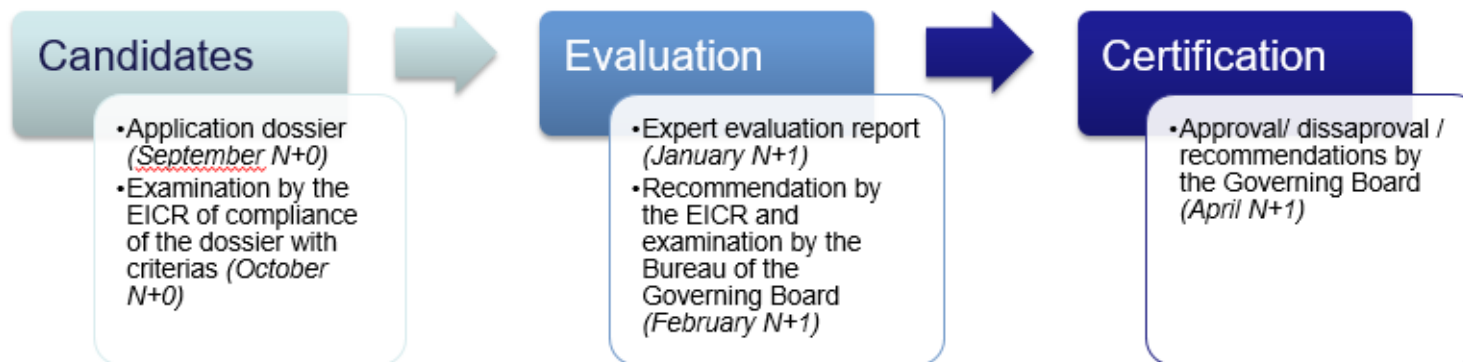 Candidates
•Application dossier
(September N+0)
•Examination by the
EICR of compliance
of the dossier with
criterias (October
N+0)
Evaluation
•Expert evaluation report
(January N+1)
•Recommendation by
the EICR and
examination by the
Bureau of the
Governing Board
(February N+1)
Certification
•Approval/ dissaproval /
recommendations by
the Governing Board
(April N+1)